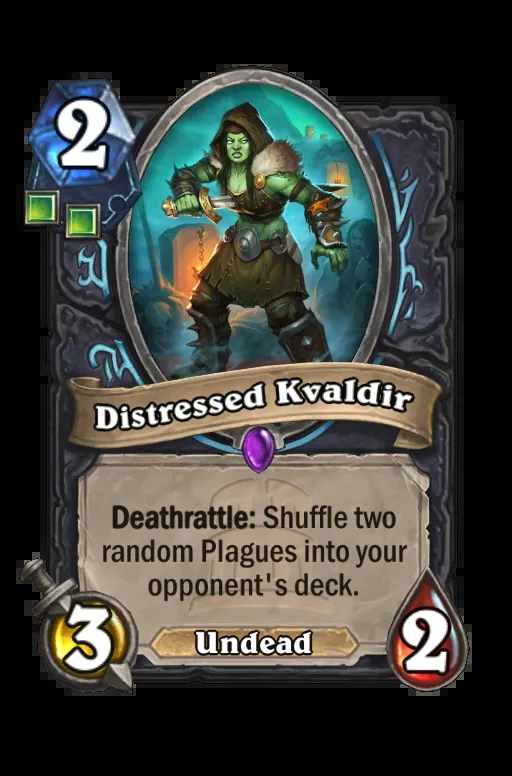 2
Distressed Kvaldir
Deathrattle: Shuffle two
random Plagues into your
opponent's deck.
3
Undead
2